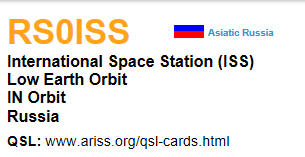 RS0ISS
Asiatic Russia
International Space Station (ISS)
Low Earth Orbit
IN Orbit
Russia
QSL: www.ariss.org/qsl-cards.html